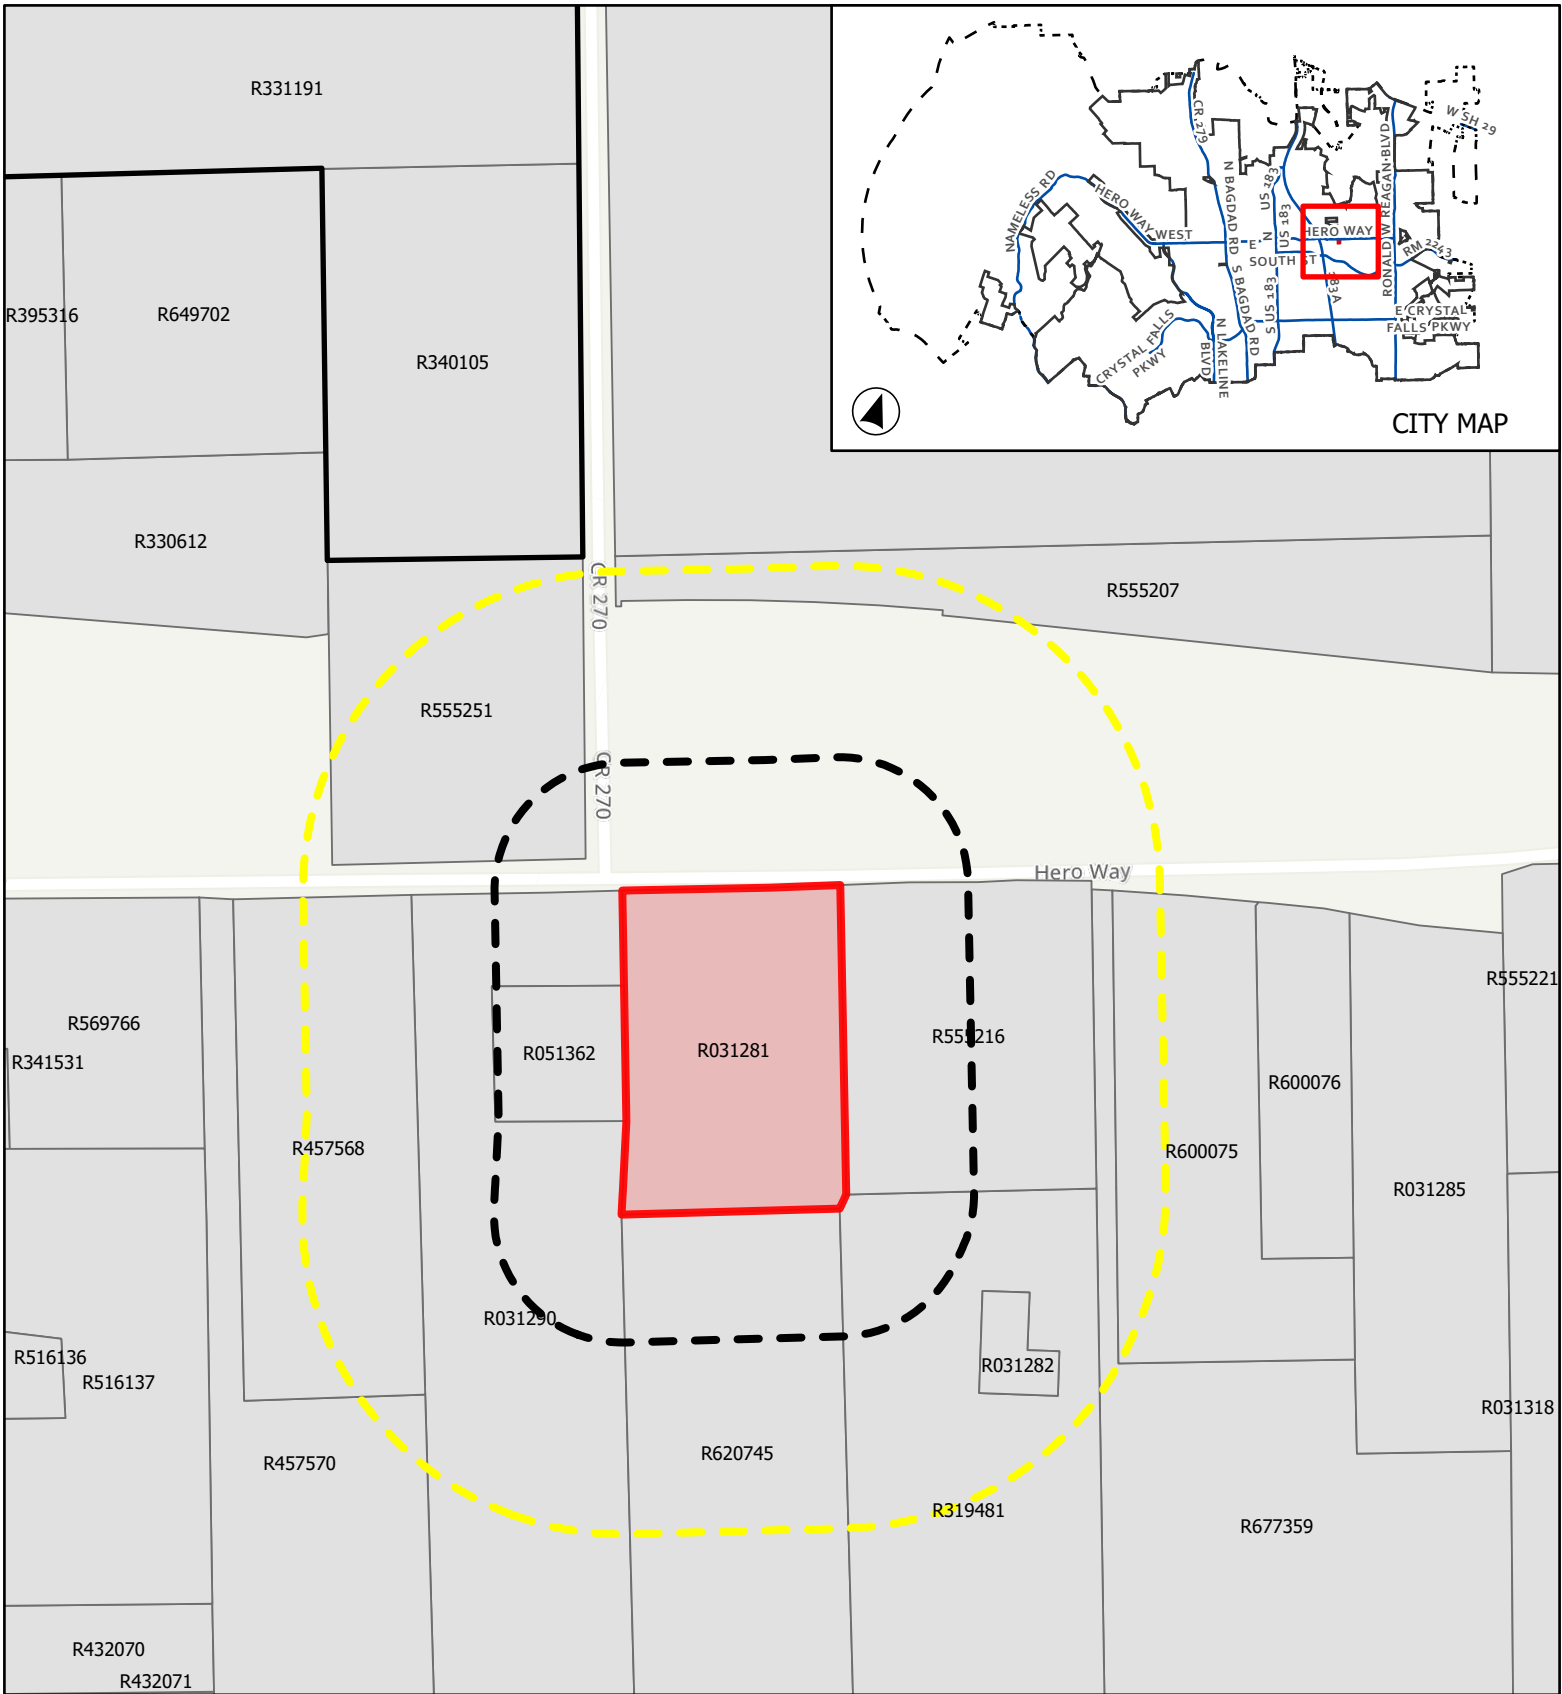 R331191
R395316
R649702
R340105
R330612
CR 270
R555207
R555251
CR 270
Hero Way
R569766
R341531
R457568
R051362
R031281
R555216
R600076
R600075
R031285
R555221
R516136
R516137
R031290
R031282
R031318
R457570
R620745
R319481
R677359
R432070
R432071
CR 279
W SH 29
N BAGDAD RD
US 183
N US 183
RONALD W REAGAN BLVD
NAMELESS RD
HERO WAY
WEST
HERO WAY
E
SOUTH ST
RM 2243
S BAGDAD RD
S US 183
183A
E CRYSTAL
FALLS PKWY
CRYSTAL FALLS
PKWY
N LAKELINE
BLVD
CITY MAP